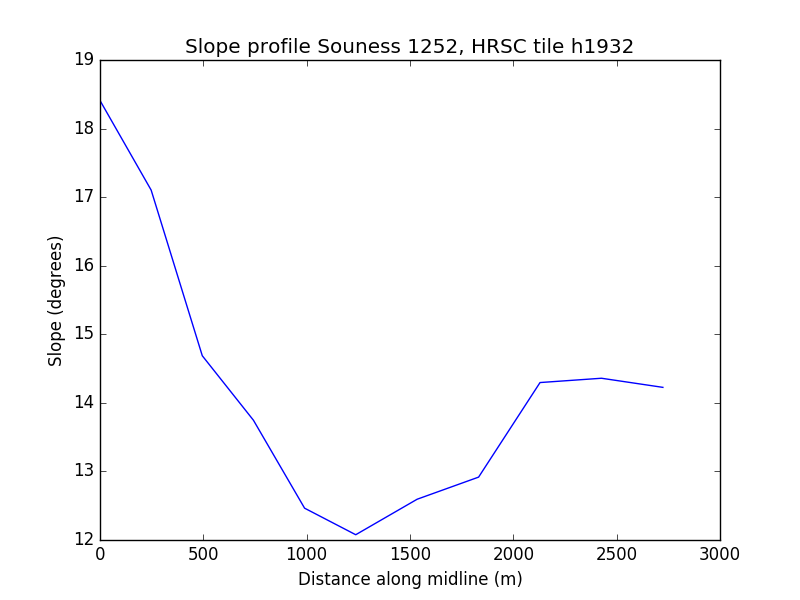 Slope profile Souness 1252, HRSC tile h1932
19
18
17
16
15
14
13
12
Slope (degrees)
0 500 1000 1500 2000 2500 3000
Distance along midline (m)